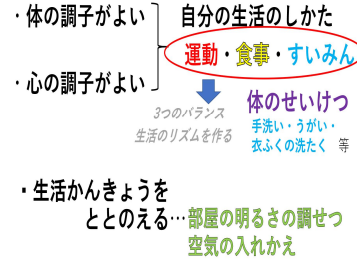 ・体の調子がよい
自分の生活のしかた
運動・食事・すいみん
・心の調子がよい
3つのバランス
生活のリズムを作る
体のせいけつ
手洗い・うがい・
衣ふくの洗たく 等
・生活かんきょうを
ととのえる…部屋の明るさの調せつ
空気の入れかえ